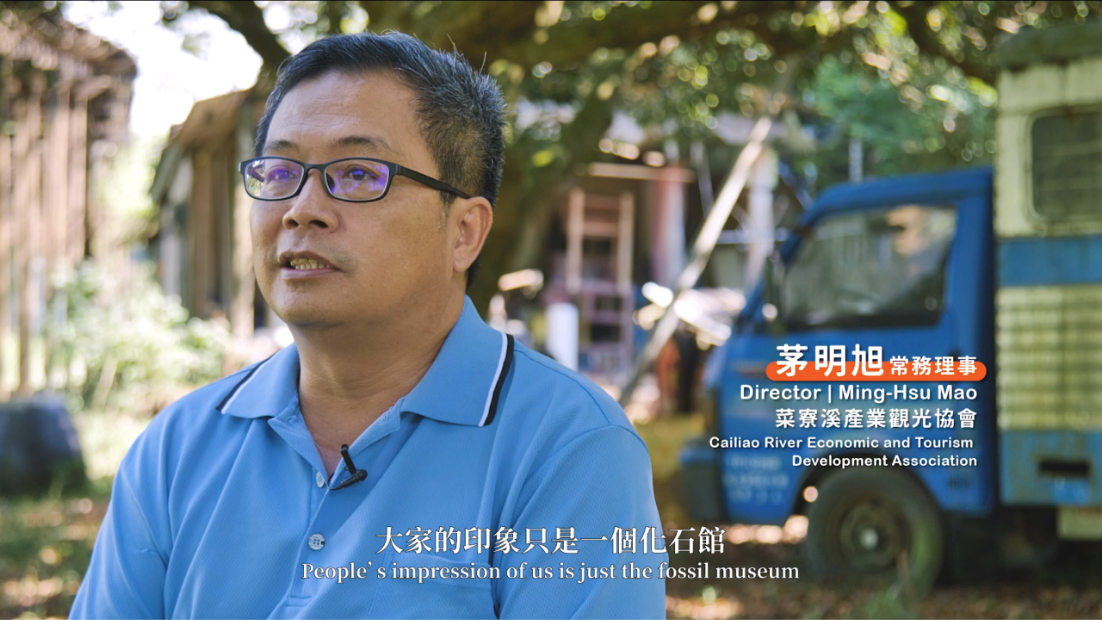 茅明旭 常務理事
Director | Ming-Hsu Mao
菜寮溪產業觀光協會
Cailiao River Economic and Tourism
Development Association
大家的印象只是一個化石館
People’s impression of us is just the fossil museum